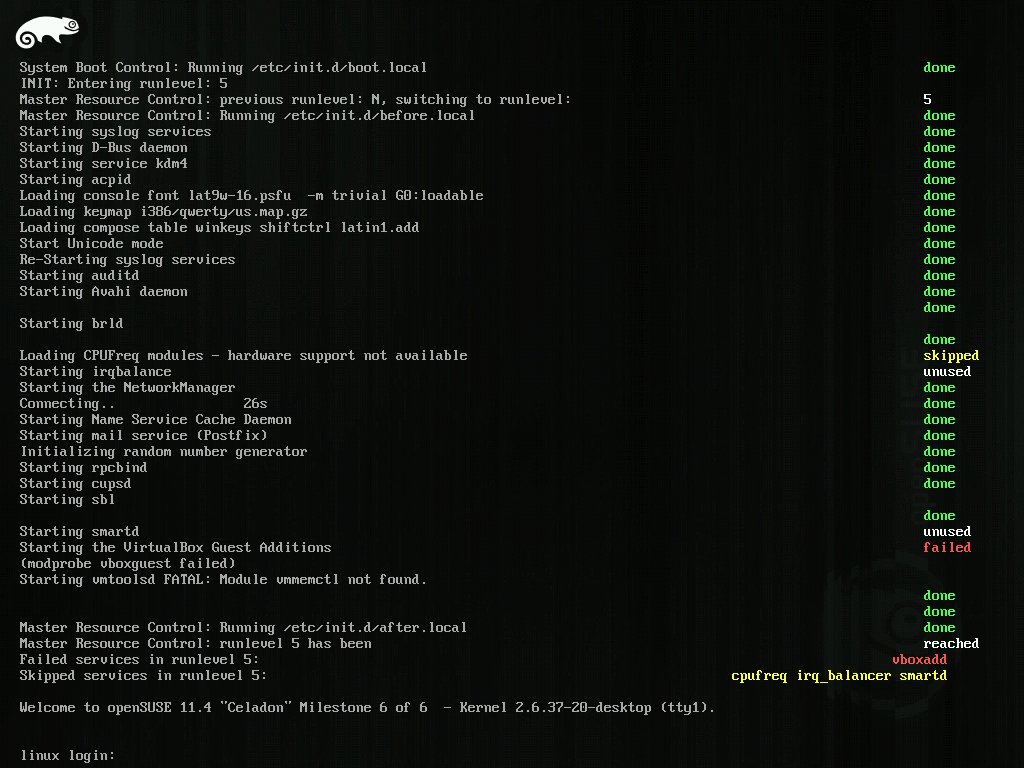 System Boot Control: Running /etc/init.d/boot.local done
INIT: Entering runlevel: 5
Master Resource Control: previous runlevel: N, switching to runlevel: 5
Master Resource Control: Running /etc/init.d/before.local done
Starting syslog services done
Starting D-Bus daemon done
Starting service kdm4 done
Starting acpid done
Loading console font lat9w-16.psfu  -m trivial G0:loadable done
Loading keymap i386/qwerty/us.map.gz done
Loading compose table winkeys shiftctrl latin1.add done
Start Unicode mode done
Re-Starting syslog services done
Starting auditd done
Starting Avahi daemon done
done
Starting brld
done
Loading CPUFreq modules - hardware support not available skipped
Starting irqbalance unused
Starting the NetworkManager done
Connecting.. 26s done
Starting Name Service Cache Daemon done
Starting mail service (Postfix) done
Initializing random number generator done
Starting rpcbind done
Starting cupsd done
Starting sbl
done
Starting smartd unused
Starting the VirtualBox Guest Additions failed
(modprobe vboxguest failed)
Starting vmtoolsd FATAL: Module vmmemctl not found.
done
done
Master Resource Control: Running /etc/init.d/after.local done
Master Resource Control: runlevel 5 has been reached
Failed services in runlevel 5: vboxadd
Skipped services in runlevel 5: cpufreq irq_balancer smartd
Welcome to openSUSE 11.4 "Celadon" Milestone 6 of 6  - Kernel 2.6.37-20-desktop (tty1).
linux login: